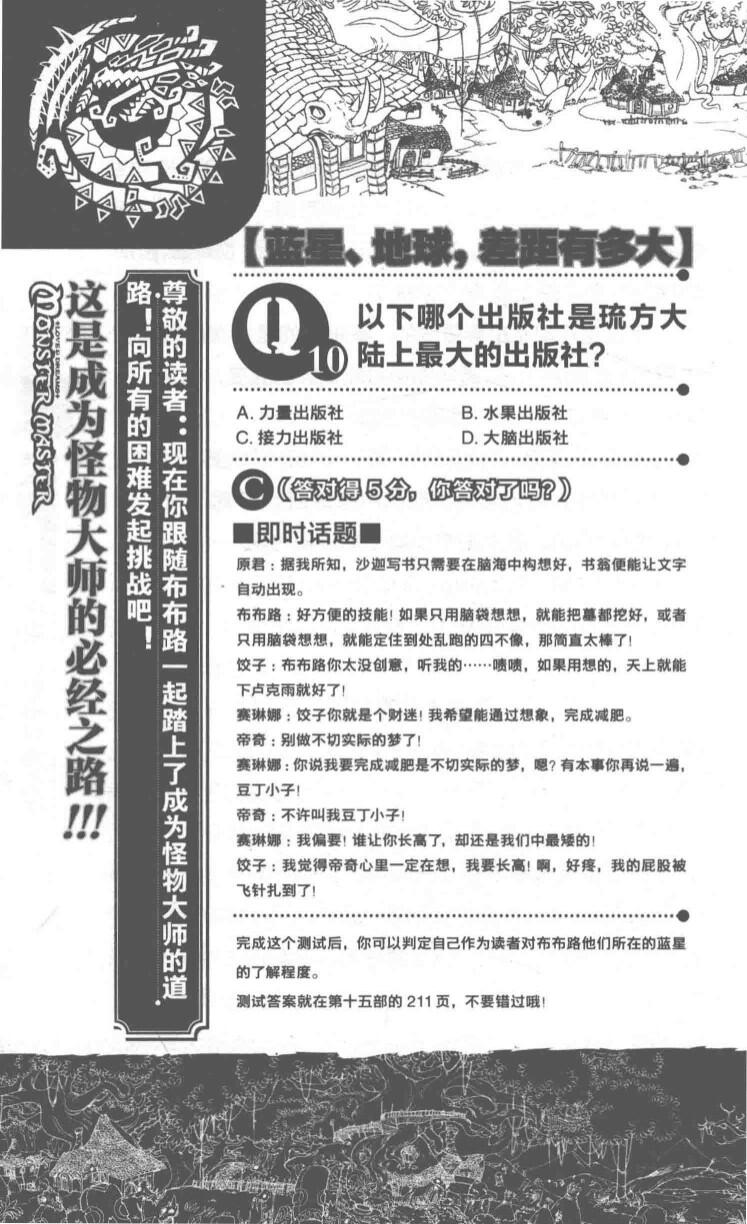 【蓝星、地球，差距有多大】
Q10
以下哪个出版社是琉方大
陆上最大的出版社？
A. 力量出版社 B. 水果出版社
C. 接力出版社 D. 大脑出版社
C（答对得5分，你答对了吗？）
■即时话题■
原君：据我所知，沙迦写书只需要在脑海中构想好，书翁便能让文字
自动出现。
布布路：好方便的技能！如果只用脑袋想想，就能把墓都挖好，或者
只用脑袋想想，就能定住到处乱跑的四不像，那简直太棒了！
饺子：布布路你太没创意，听我的……啧啧，如果用想的，天上就能
下卢克雨就好了！
赛琳娜：饺子你就是个财迷！我希望能通过想象，完成减肥。
帝奇：别做不切实际的梦了！
赛琳娜：你说我要完成减肥是不切实际的梦，嗯？有本事你再说一遍，
豆丁小子！
帝奇：不许叫我豆丁小子！
赛琳娜：我偏要！谁让你长高了，却还是我们中最矮的！
饺子：我觉得帝奇心里一定在想，我要长高！啊，好疼，我的屁股被
飞针扎到了！
完成这个测试后，你可以判定自己作为读者对布布路他们所在的蓝星
的了解程度。
测试答案就在第十五部的211页，不要错过哦！
尊敬的读者：现在你跟随布布路一起踏上了成为怪物大师的道
路！向所有的困难发起挑战吧！
这是成为怪物大师的必经之路!!!
MONSTER MASTER